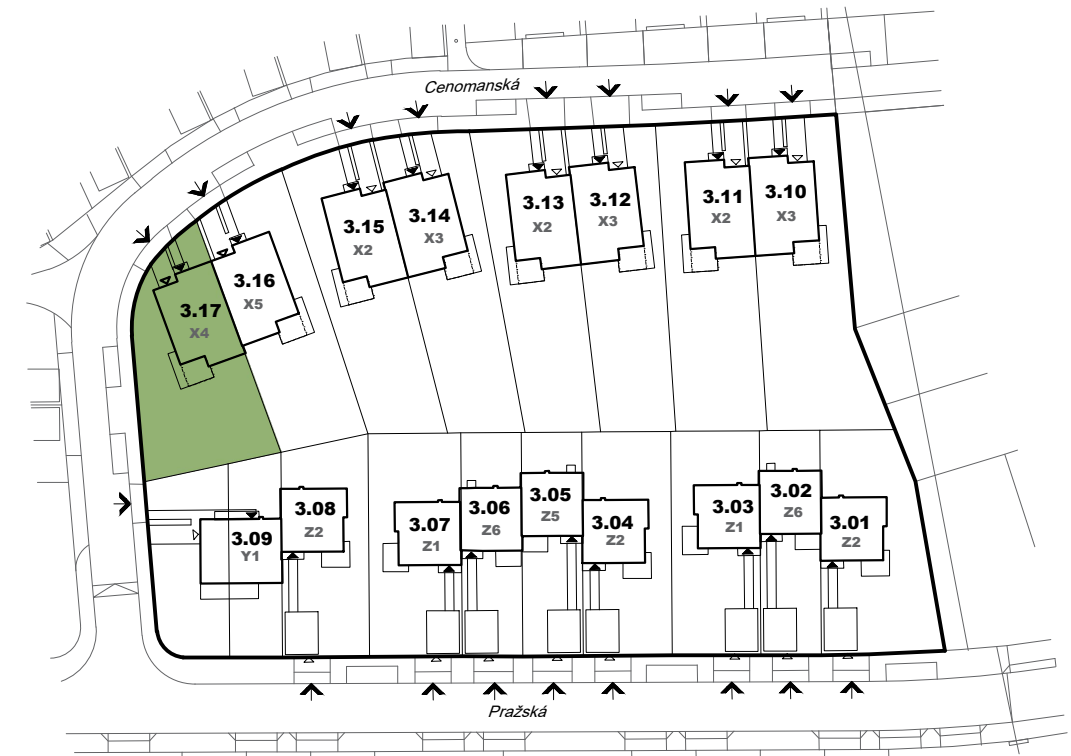 Cenomanská
3.17
X4
3.16
X5
3.15
X2
3.14
X3
3.13
X2
3.12
X3
3.11
X2
3.10
X3
3.09
Y1
3.08
Z2
3.07
Z1
3.06
Z6
3.05
Z5
3.04
Z2
3.03
Z1
3.02
Z6
3.01
Z2
Pražská